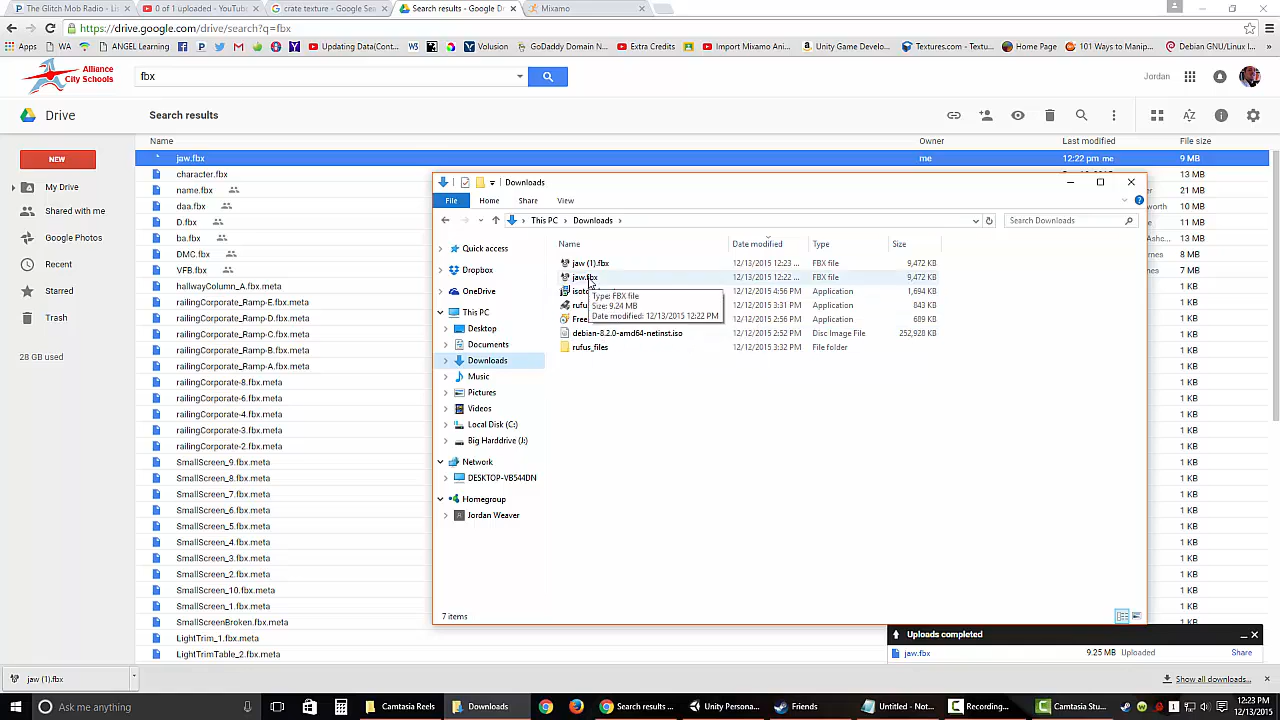 The Glitch Mob Radio - Lis
0 of 1 uploaded - YouTub
crate texture - Google Sea
Search results - Google D
Mixamo
https://drive.google.com/drive/search?q=fbx
Apps
WA
ANGEL Learning
Updating Data(Cont
Volusion
GoDaddy Domain N
Extra Credits
Import Mixamo Ani
Unity Game Develo
Textures.com - Textu
Home Page
101 Ways to Manip
Debian GNU/Linux I
Alliance
City Schools
fbx
Jordan
Drive
Search results
Name
Owner
Last modified
File size
NEW
My Drive
Shared with me
Google Photos
Recent
Starred
Trash
28 GB used
jaw.fbx
me
12:22 pm me
9 MB
character.fbx
13 MB
name.fbx
21 MB
daa.fbx
16 MB
D.fbx
11 MB
ba.fbx
10 MB
DMC.fbx
10 MB
VFB.fbx
7 MB
hallwayColumn_A.fbx.meta
1 KB
railingCorporate_Ramp-E.fbx.meta
1 KB
railingCorporate_Ramp-D.fbx.meta
1 KB
railingCorporate_Ramp-C.fbx.meta
1 KB
railingCorporate_Ramp-B.fbx.meta
1 KB
railingCorporate_Ramp-A.fbx.meta
1 KB
railingCorporate-8.fbx.meta
1 KB
railingCorporate-6.fbx.meta
1 KB
railingCorporate-4.fbx.meta
1 KB
railingCorporate-3.fbx.meta
1 KB
railingCorporate-2.fbx.meta
1 KB
SmallScreen_9.fbx.meta
1 KB
SmallScreen_8.fbx.meta
1 KB
SmallScreen_7.fbx.meta
1 KB
SmallScreen_6.fbx.meta
1 KB
SmallScreen_5.fbx.meta
1 KB
SmallScreen_4.fbx.meta
1 KB
SmallScreen_3.fbx.meta
1 KB
SmallScreen_2.fbx.meta
1 KB
SmallScreen_10.fbx.meta
1 KB
SmallScreen_1.fbx.meta
1 KB
SmallScreenBroken.fbx.meta
1 KB
LightTrim_1.fbx.meta
LightTrimTable_2.fbx.meta
Downloads
File
Home
Share
View
This PC
Downloads
Search Downloads
Name
Date modified
Type
Size
Quick access
Dropbox
OneDrive
This PC
Desktop
Documents
Downloads
Music
Pictures
Videos
Local Disk (C:)
Big Harddrive (J:)
Network
DESKTOP-VB544DN
Homegroup
Jordan Weaver
jaw (1).fbx
12/13/2015 12:23 ...
FBX file
9,472 KB
jaw.fbx
12/13/2015 12:22 ...
FBX file
9,472 KB
12/12/2015 4:56 PM
Application
1,694 KB
12/12/2015 3:31 PM
Application
843 KB
12/12/2015 2:56 PM
Application
689 KB
debian-8.2.0-amd64-netinst.iso
12/12/2015 2:52 PM
Disc Image File
252,928 KB
rufus_files
12/12/2015 3:32 PM
File folder
Type: FBX file
Size: 9.24 MB
Date modified: 12/13/2015 12:22 PM
7 items
Uploads completed
jaw.fbx
9.25 MB
Uploaded
Share
jaw (1).fbx
Show all downloads...
Ask me anything
Camtasia Reels
Downloads
Search results ...
Unity Persona...
Friends
Untitled - Not...
Recording...
Camtasia Stu...
12:23 PM
12/13/2015